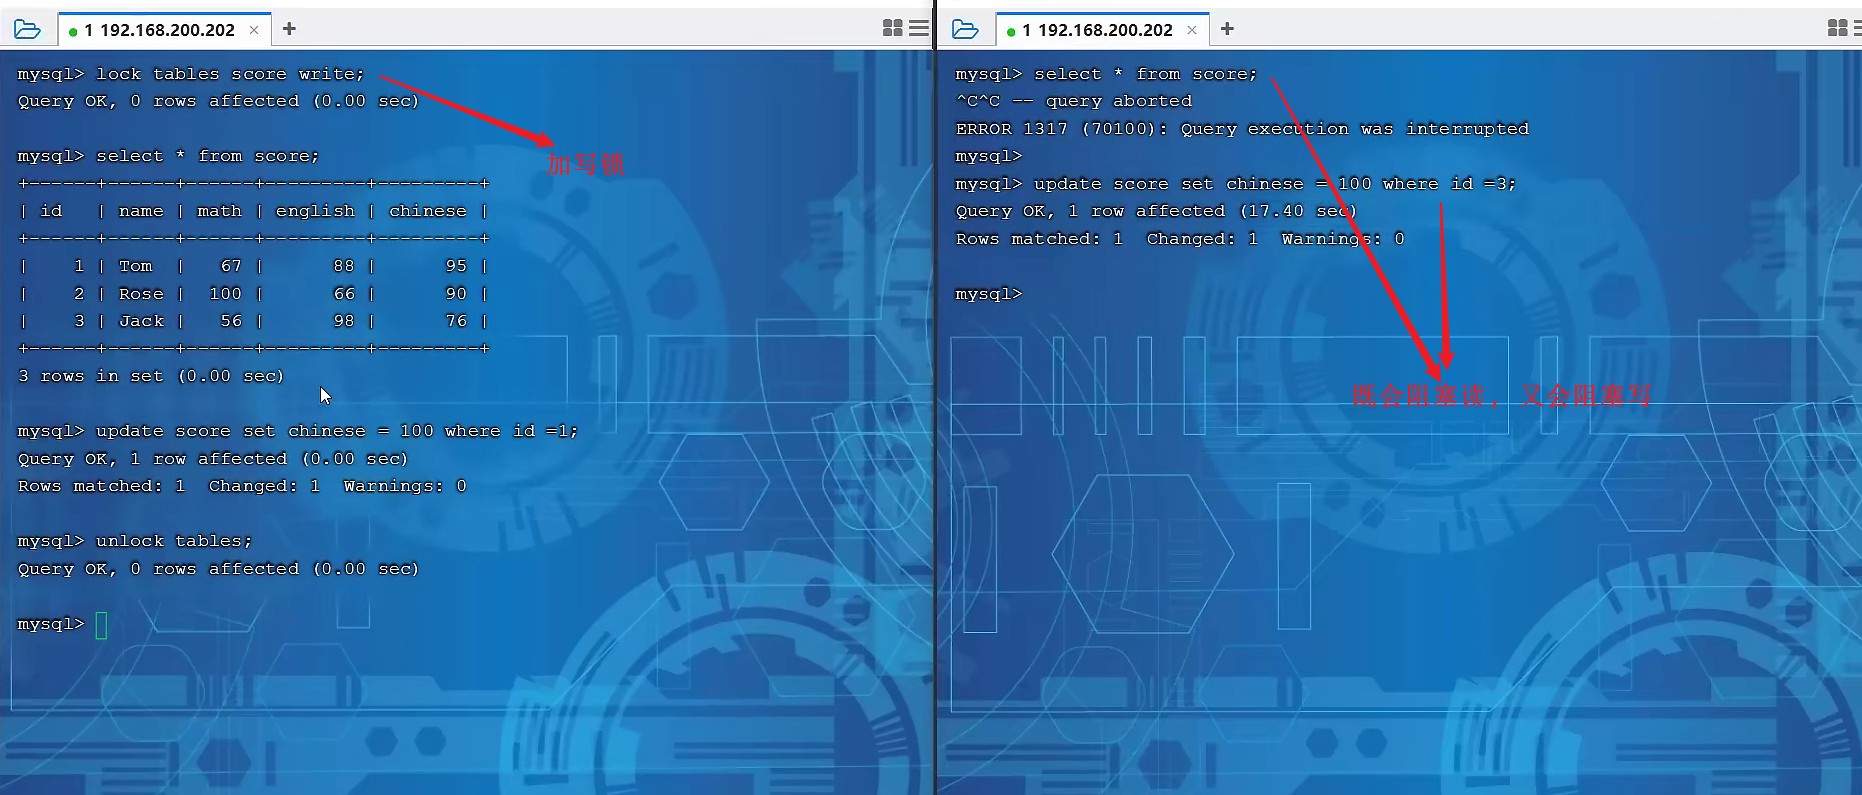 1 192.168.200.202
mysql> lock tables score write;
Query OK, 0 rows affected (0.00 sec)
加写锁
mysql> select * from score;
+------+------+------+---------+---------+
| id   | name | math | english | chinese |
+------+------+------+---------+---------+
|    1 | Tom  |   67 |      88 |      95 |
|    2 | Rose |  100 |      66 |      90 |
|    3 | Jack |   56 |      98 |      76 |
+------+------+------+---------+---------+
3 rows in set (0.00 sec)
mysql> update score set chinese = 100 where id =1;
Query OK, 1 row affected (0.00 sec)
Rows matched: 1  Changed: 1  Warnings: 0
mysql> unlock tables;
Query OK, 0 rows affected (0.00 sec)
mysql>
1 192.168.200.202
mysql> select * from score;
^C^C -- query aborted
ERROR 1317 (70100): Query execution was interrupted
mysql>
mysql> update score set chinese = 100 where id =3;
Query OK, 1 row affected (17.40 sec)
Rows matched: 1  Changed: 1  Warnings: 0
mysql>
既会阻塞读，又会阻塞写